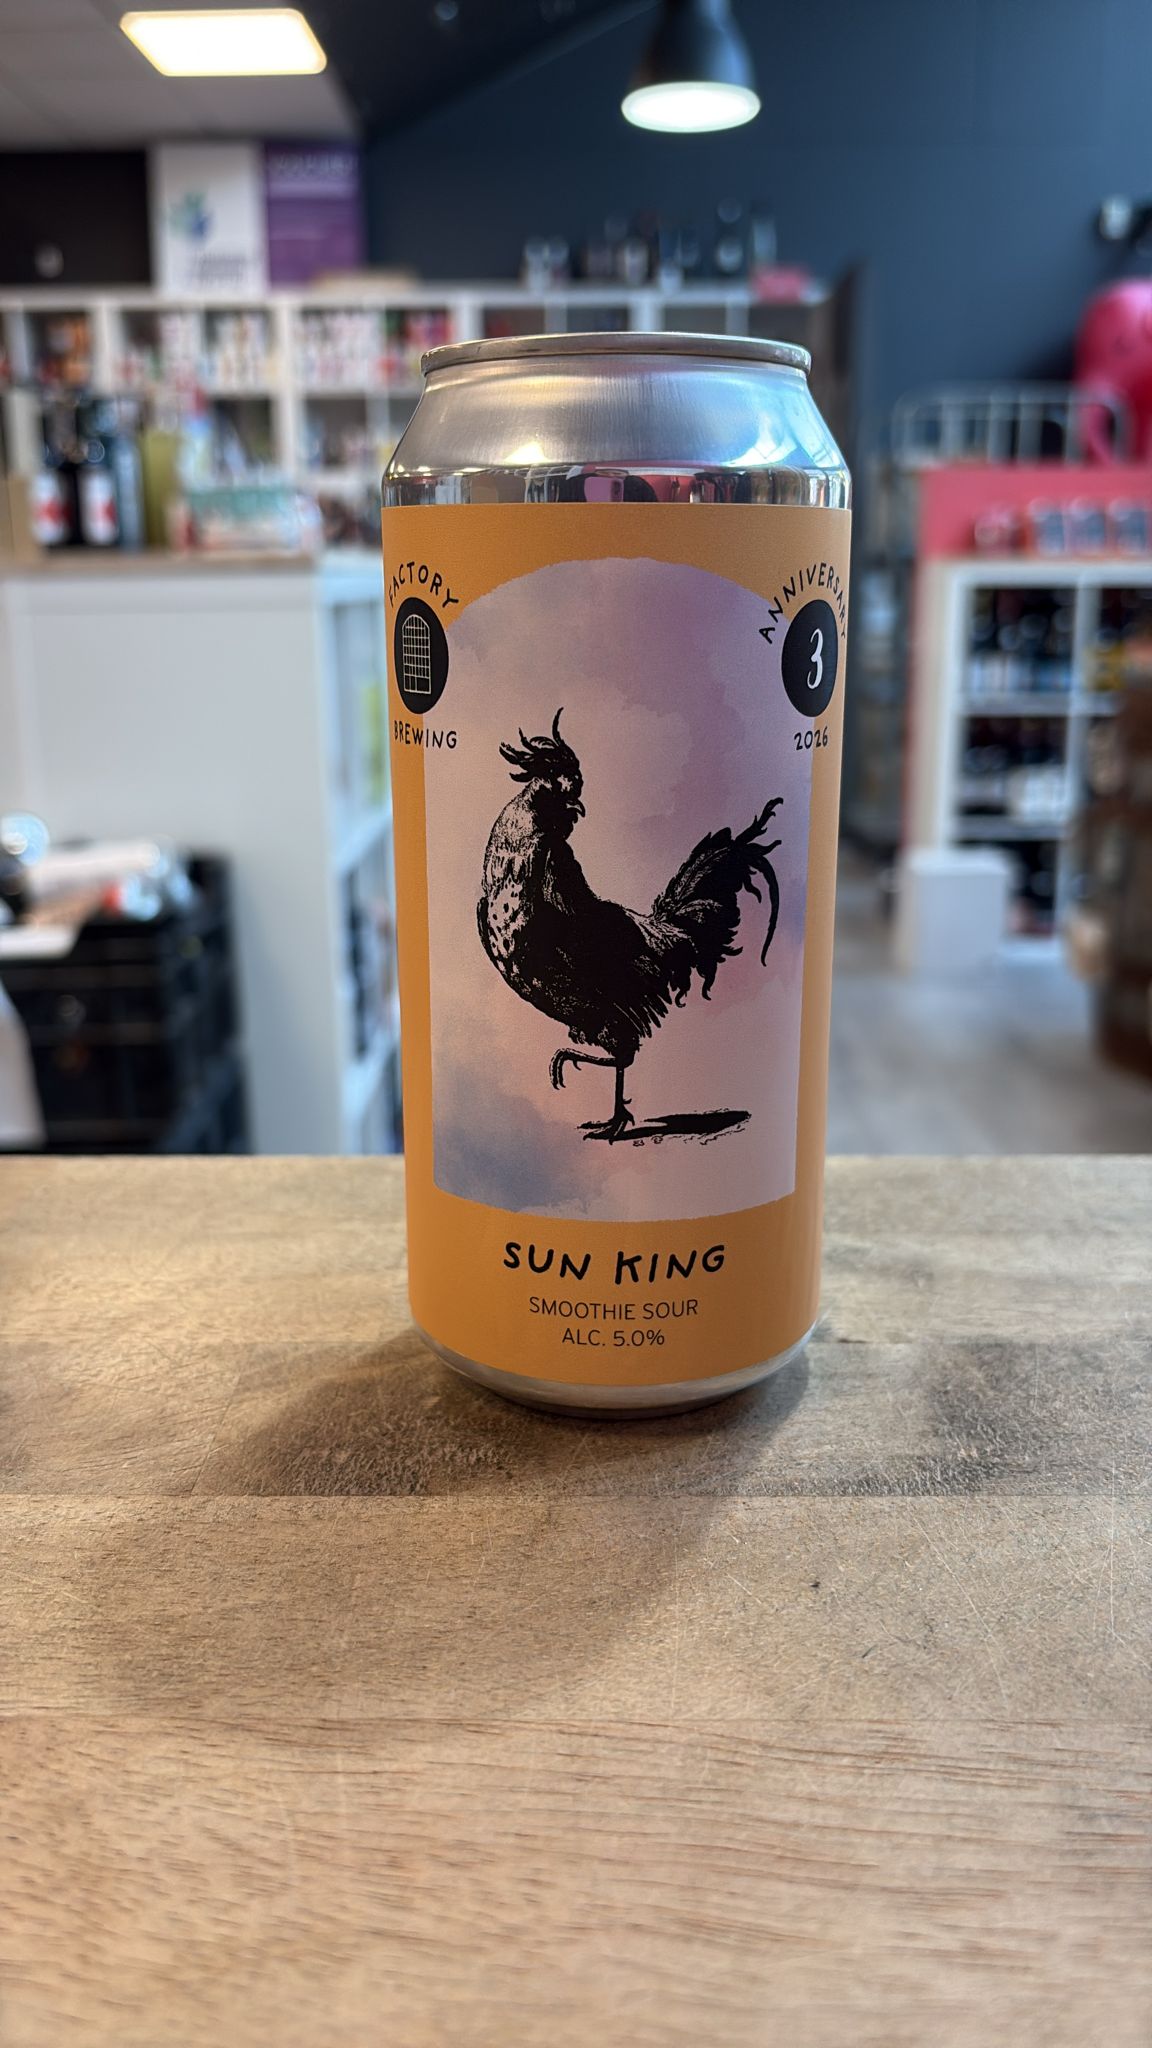 FACTORY
BREWING
ANNIVERSARY
3
2026
SUN KING
SMOOTHIE SOUR
ALC. 5.0%